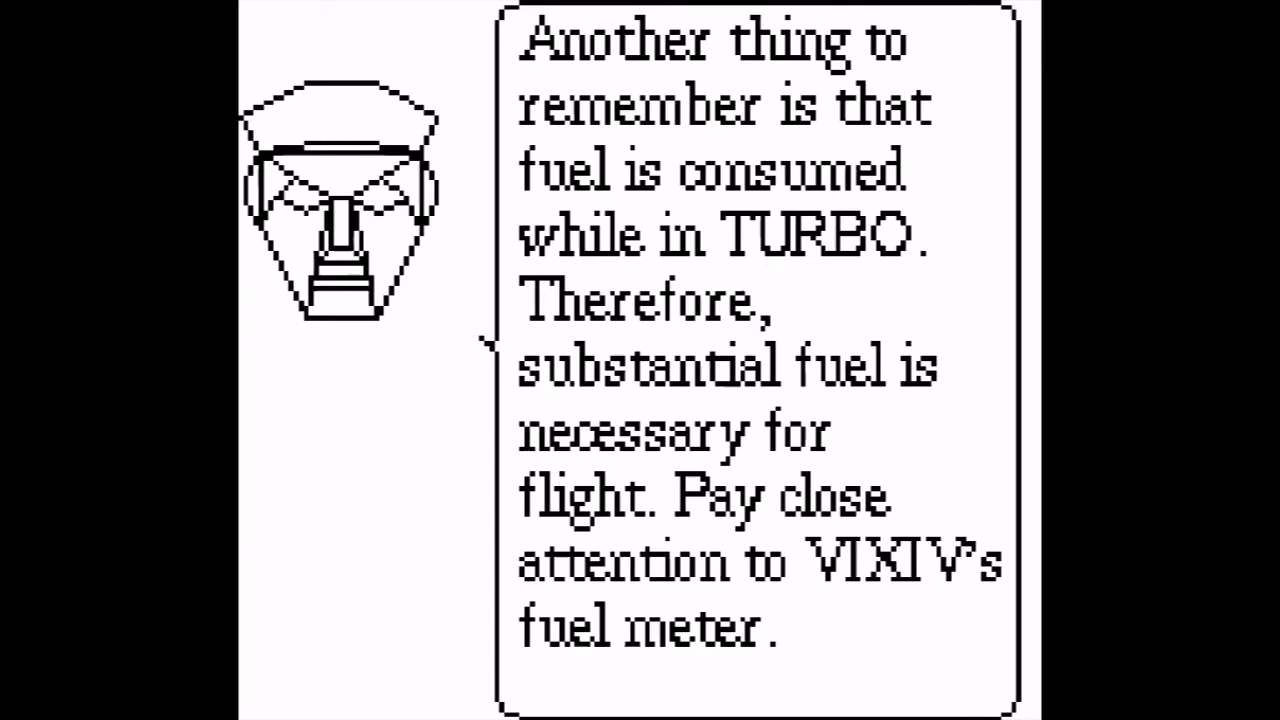 Another thing to
remember is that
fuel is consumed
while in TURBO.
Therefore,
substantial fuel is
necessary for
flight. Pay close
attention to VIXIV's
fuel meter.